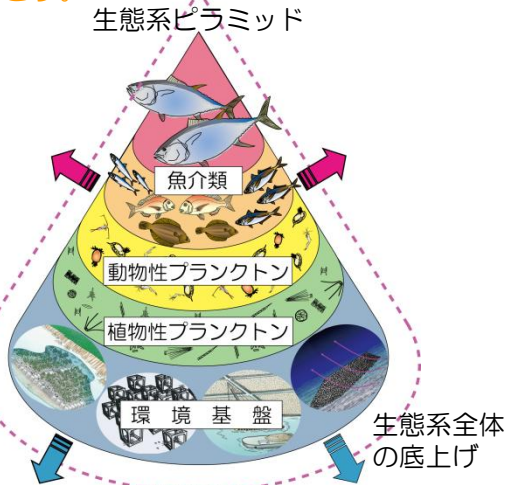 生態系ピラミッド
魚介類
動物性プランクトン
植物性プランクトン
環境基盤
生態系全体
の底上げ